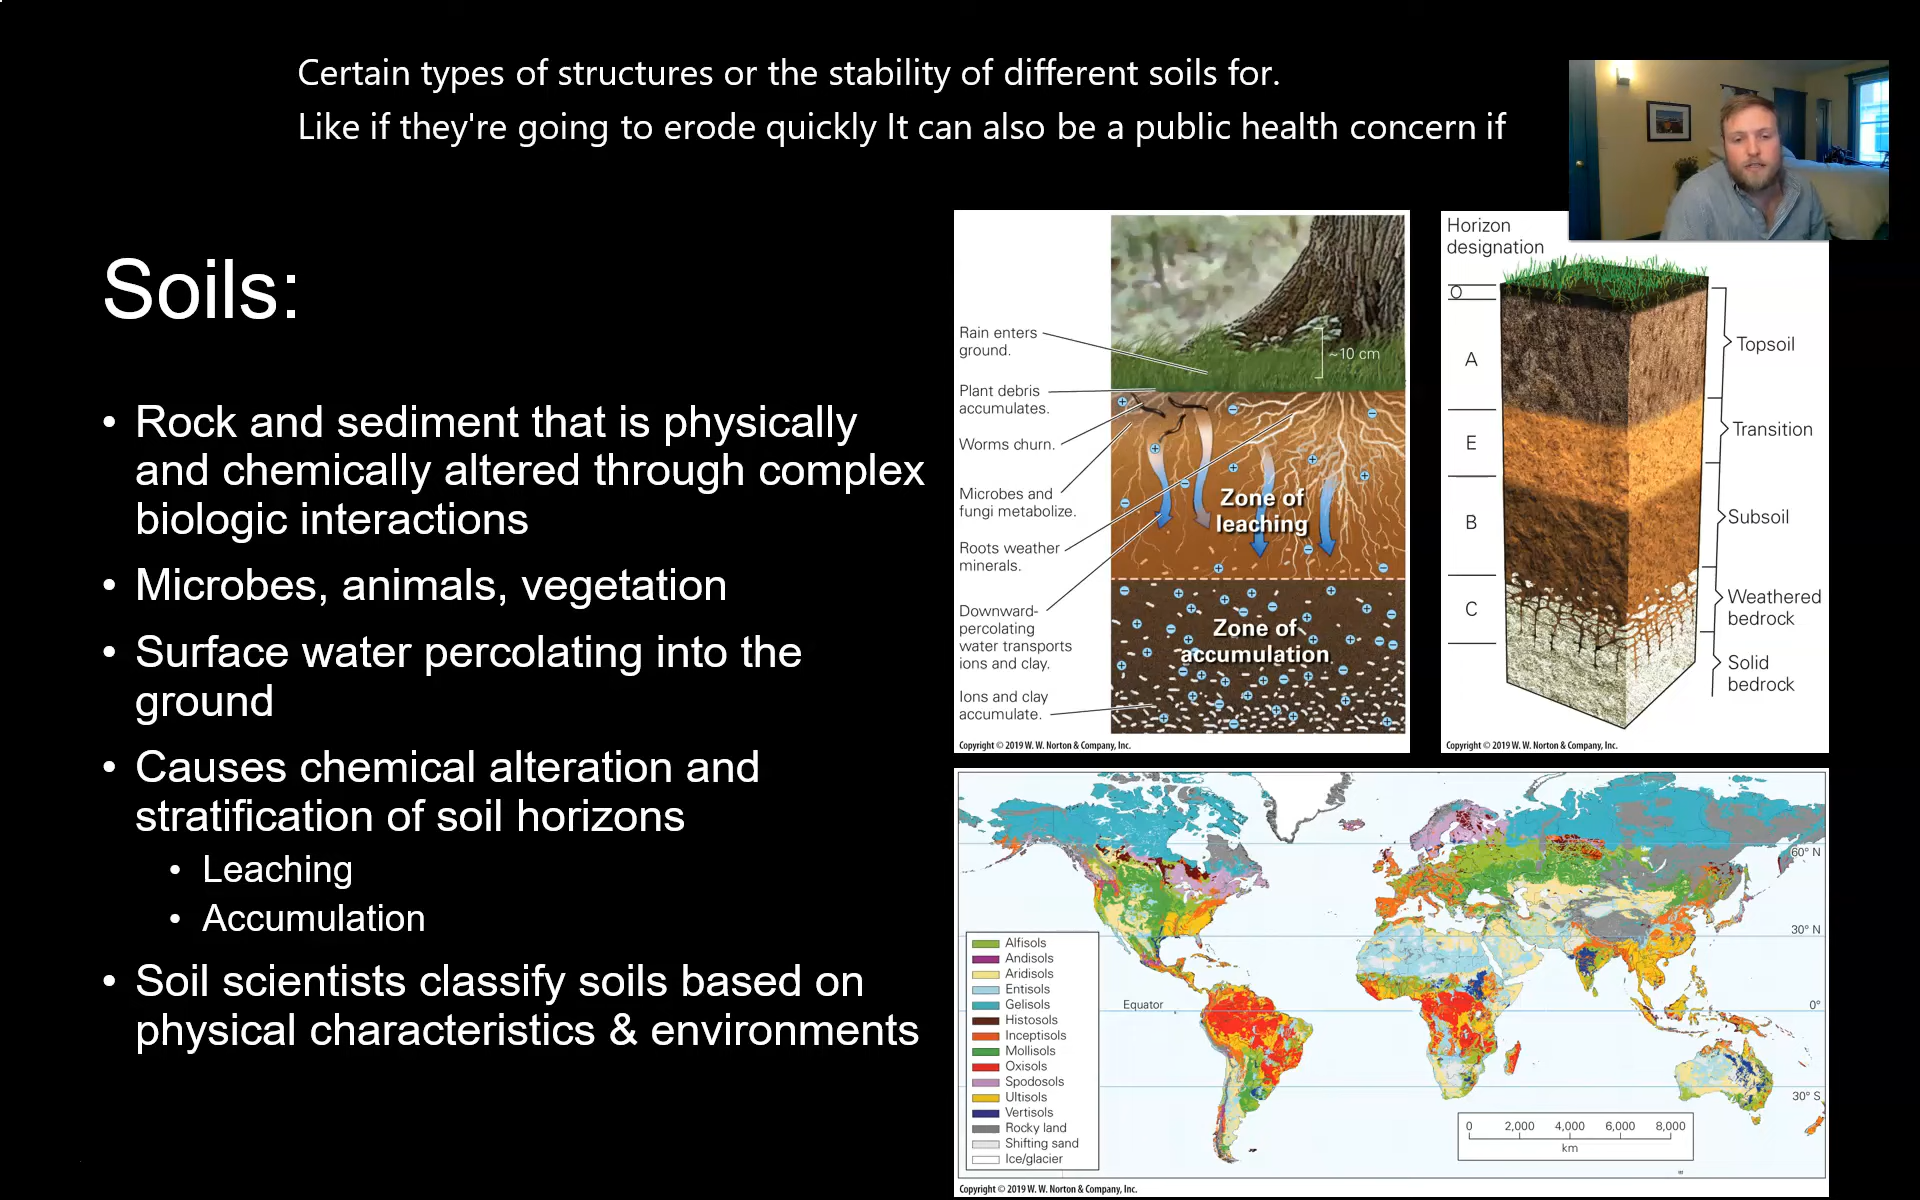 Certain types of structures or the stability of different soils for.
Like if they're going to erode quickly It can also be a public health concern if
Soils:
• Rock and sediment that is physically
and chemically altered through complex
biologic interactions
• Microbes, animals, vegetation
• Surface water percolating into the
ground
• Causes chemical alteration and
stratification of soil horizons
• Leaching
• Accumulation
• Soil scientists classify soils based on
physical characteristics & environments
Rain enters
ground.
~10 cm
Plant debris
accumulates.
Worms churn.
Microbes and
fungi metabolize.
Roots weather
minerals.
Downward-
percolating
water transports
ions and clay.
Ions and clay
accumulate.
Zone of
leaching
Zone of
accumulation
Copyright © 2019 W. W. Norton & Company, Inc.
Horizon
designation
O
A
E
B
C
Topsoil
Transition
Subsoil
Weathered
bedrock
Solid
bedrock
Copyright © 2019 W. W. Norton & Company, Inc.
60° N
30° N
Equator
0°
30° S
Alfisols
Andisols
Aridisols
Entisols
Gelisols
Histosols
Inceptisols
Mollisols
Oxisols
Spodosols
Ultisols
Vertisols
Rocky land
Shifting sand
Ice/glacier
0 2,000 4,000 6,000 8,000
km
Copyright © 2019 W. W. Norton & Company, Inc.